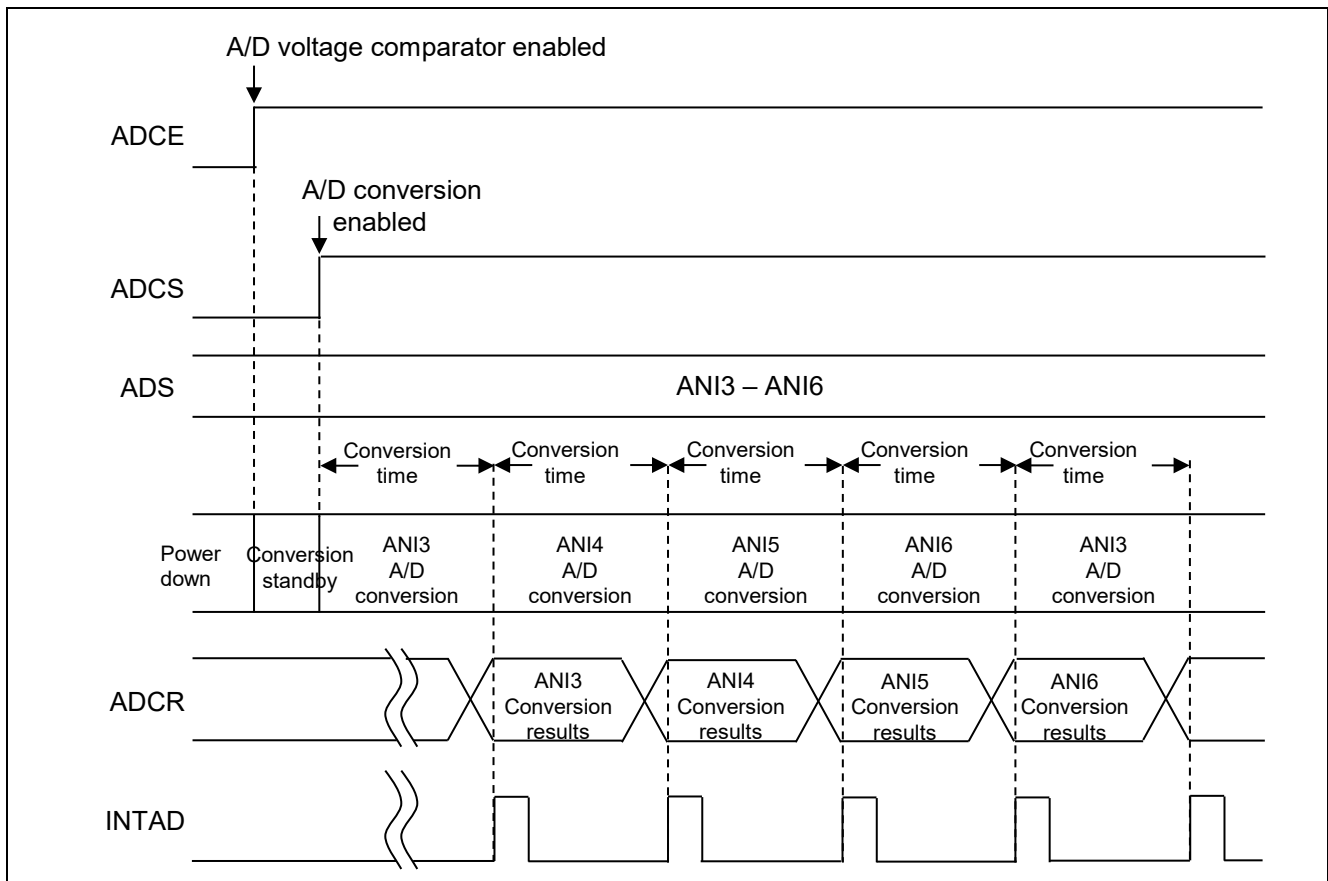 A/D voltage comparator enabled
ADCE
A/D conversion
enabled
ADCS
ADS
ANI3 – ANI6
Conversion
time
Conversion
time
Conversion
time
Conversion
time
Conversion
time
Power
down
Conversion
standby
ANI3
A/D
conversion
ANI4
A/D
conversion
ANI5
A/D
conversion
ANI6
A/D
conversion
ANI3
A/D
conversion
ADCR
ANI3
Conversion
results
ANI4
Conversion
results
ANI5
Conversion
results
ANI6
Conversion
results
INTAD